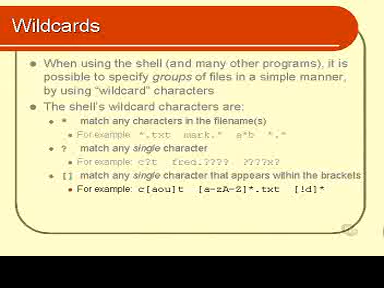 Wildcards
When using the shell (and many other programs), it is
possible to specify groups of files in a simple manner,
by using "wildcard" characters
The shell's wildcard characters are:
* match any characters in the filename(s)
For example: *.txt mark.* a*b *.*
? match any single character
For example: c?t fred.???? ????x?
[] match any single character that appears within the brackets
For example: c[aou]t [a-zA-Z]*.txt [!d]*